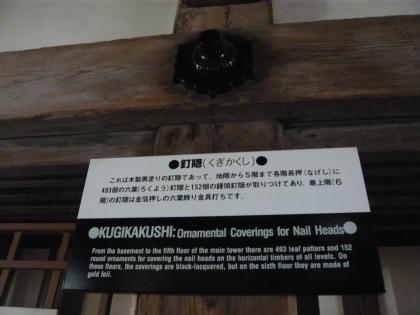 ●釘隠(くぎかくし)●
これは木製黒塗りの釘隠であって、地階から5階まで各階長押(なげし)に
493個の六葉(ろくよう)釘隠と152個の饅頭釘隠が取りつけてあり、最上階(6
階)の釘隠は金箔押しの六葉飾り金具打ちです。
●KUGIKAKUSHI: Ornamental Coverings for Nail Heads●
From the basement to the fifth floor of the main tower there are 493 leaf pattern and 152
round ornaments for covering the nail heads on the horizontal timbers of all levels. On
these floors, the coverings are black-lacquered, but on the sixth floor they are made of
gold foil.